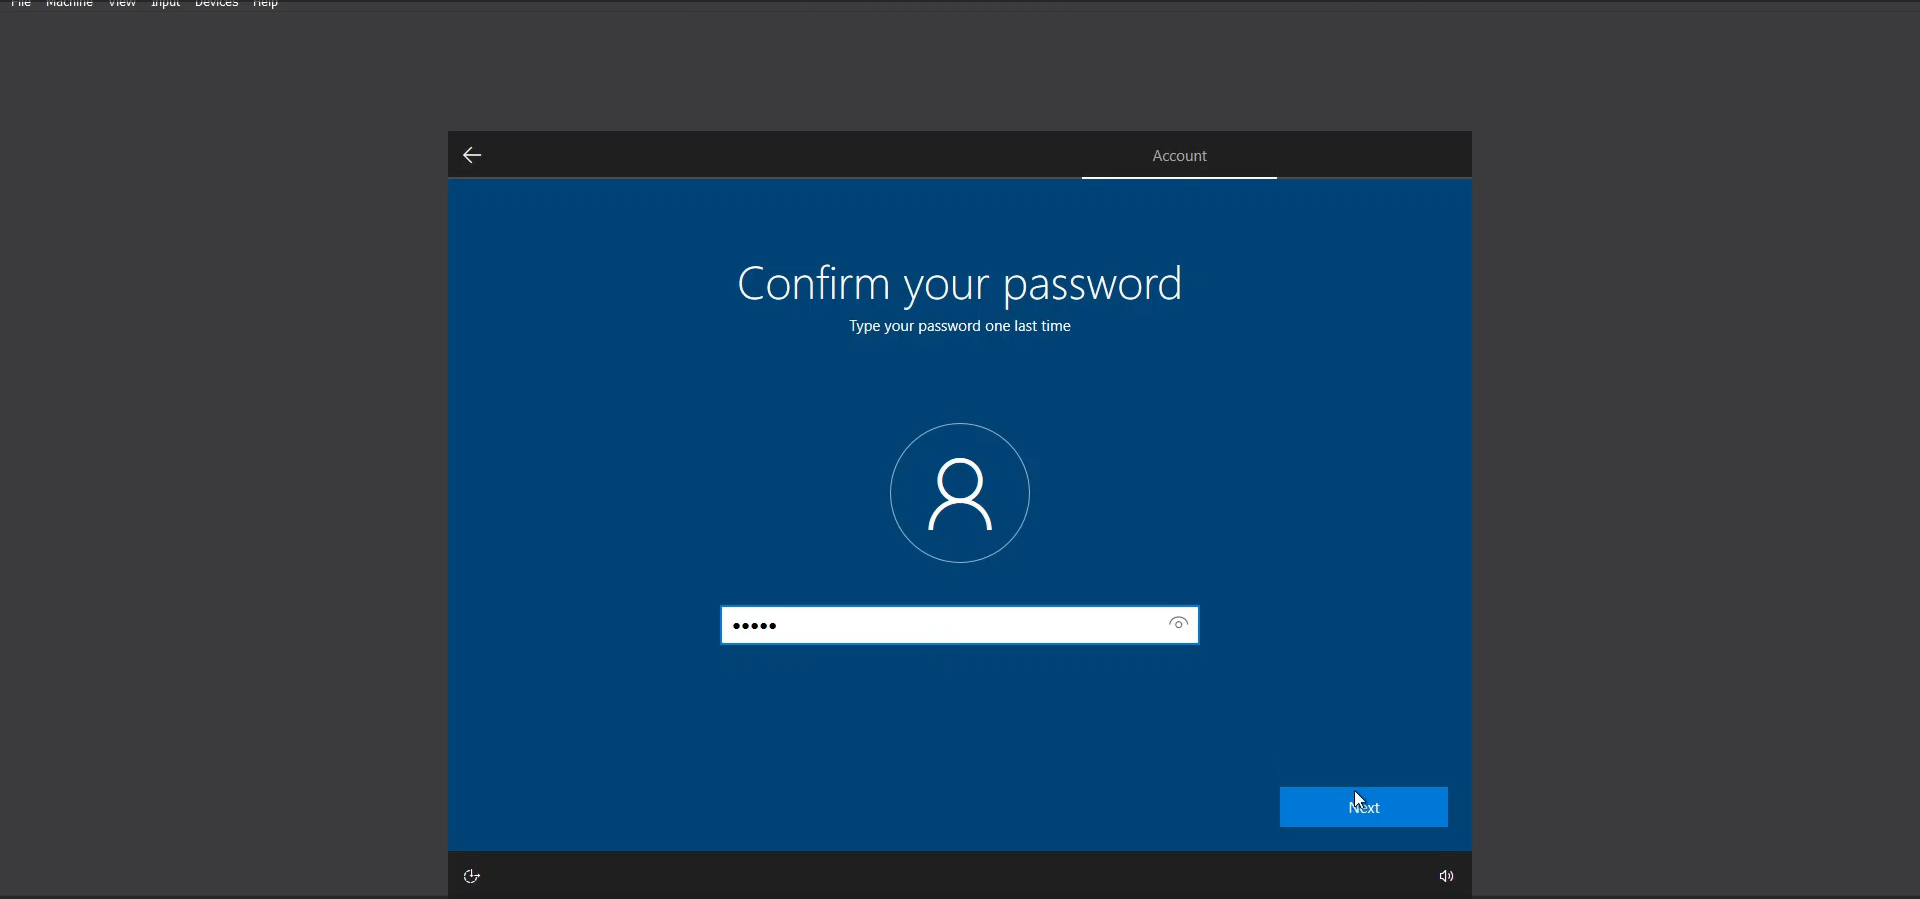 File Machine View Input Devices Help
Account
Confirm your password
Type your password one last time
•••••
Next